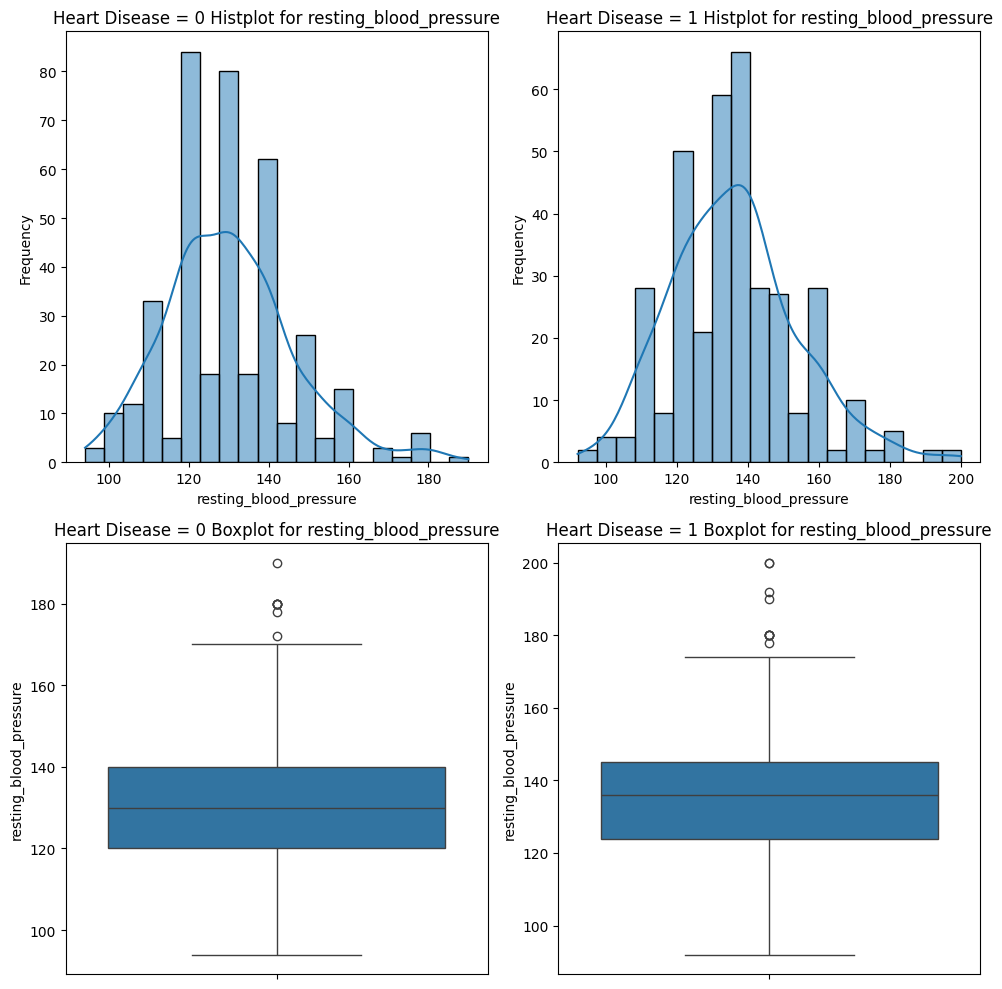 Heart Disease = 0 Histplot for resting_blood_pressure
Frequency
80
70
60
50
40
30
20
10
0
100 120 140 160 180
resting_blood_pressure
Heart Disease = 1 Histplot for resting_blood_pressure
Frequency
60
50
40
30
20
10
0
100 120 140 160 180 200
resting_blood_pressure
Heart Disease = 0 Boxplot for resting_blood_pressure
resting_blood_pressure
180
160
140
120
100
Heart Disease = 1 Boxplot for resting_blood_pressure
resting_blood_pressure
200
180
160
140
120
100